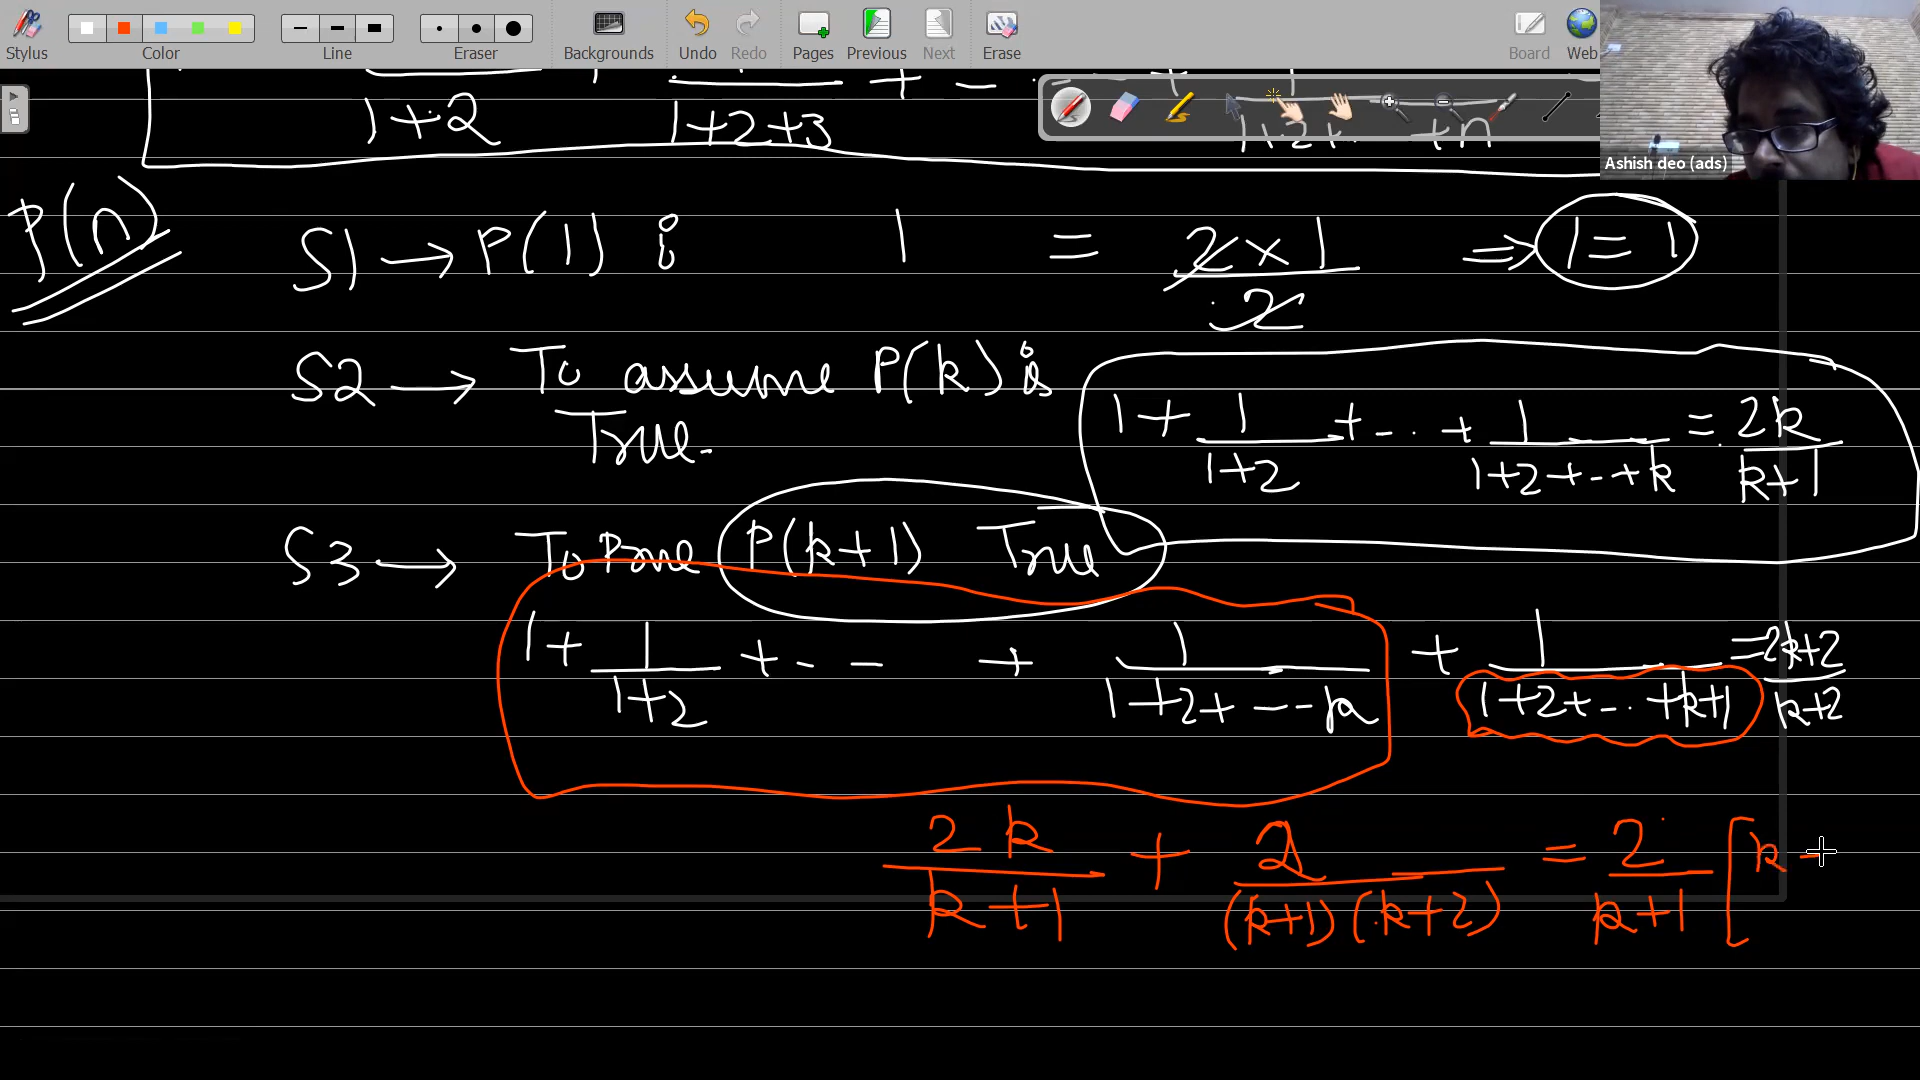 Stylus Color Line Eraser Backgrounds Undo Redo Pages Previous Next Erase Board Web
Ashish deo (ads)
1+2 1+2+3 + - 1+2+ +n
P(n)
S1 → P(1) : 1 = 2×1/2 ⇒ 1 = 1
S2 → To assume P(k) is True.
1 + 1/(1+2) + - . . + 1/(1+2+-..+k) = 2k/(k+1)
S3 → To Prove P(k+1) True
1 + 1/(1+2) + - - - + 1/(1+2+---k) + 1/(1+2+-..+k+1) = (2k+2)/(k+2)
2k/(k+1) + 2/((k+1)(k+2)) = 2/(k+1) [k -